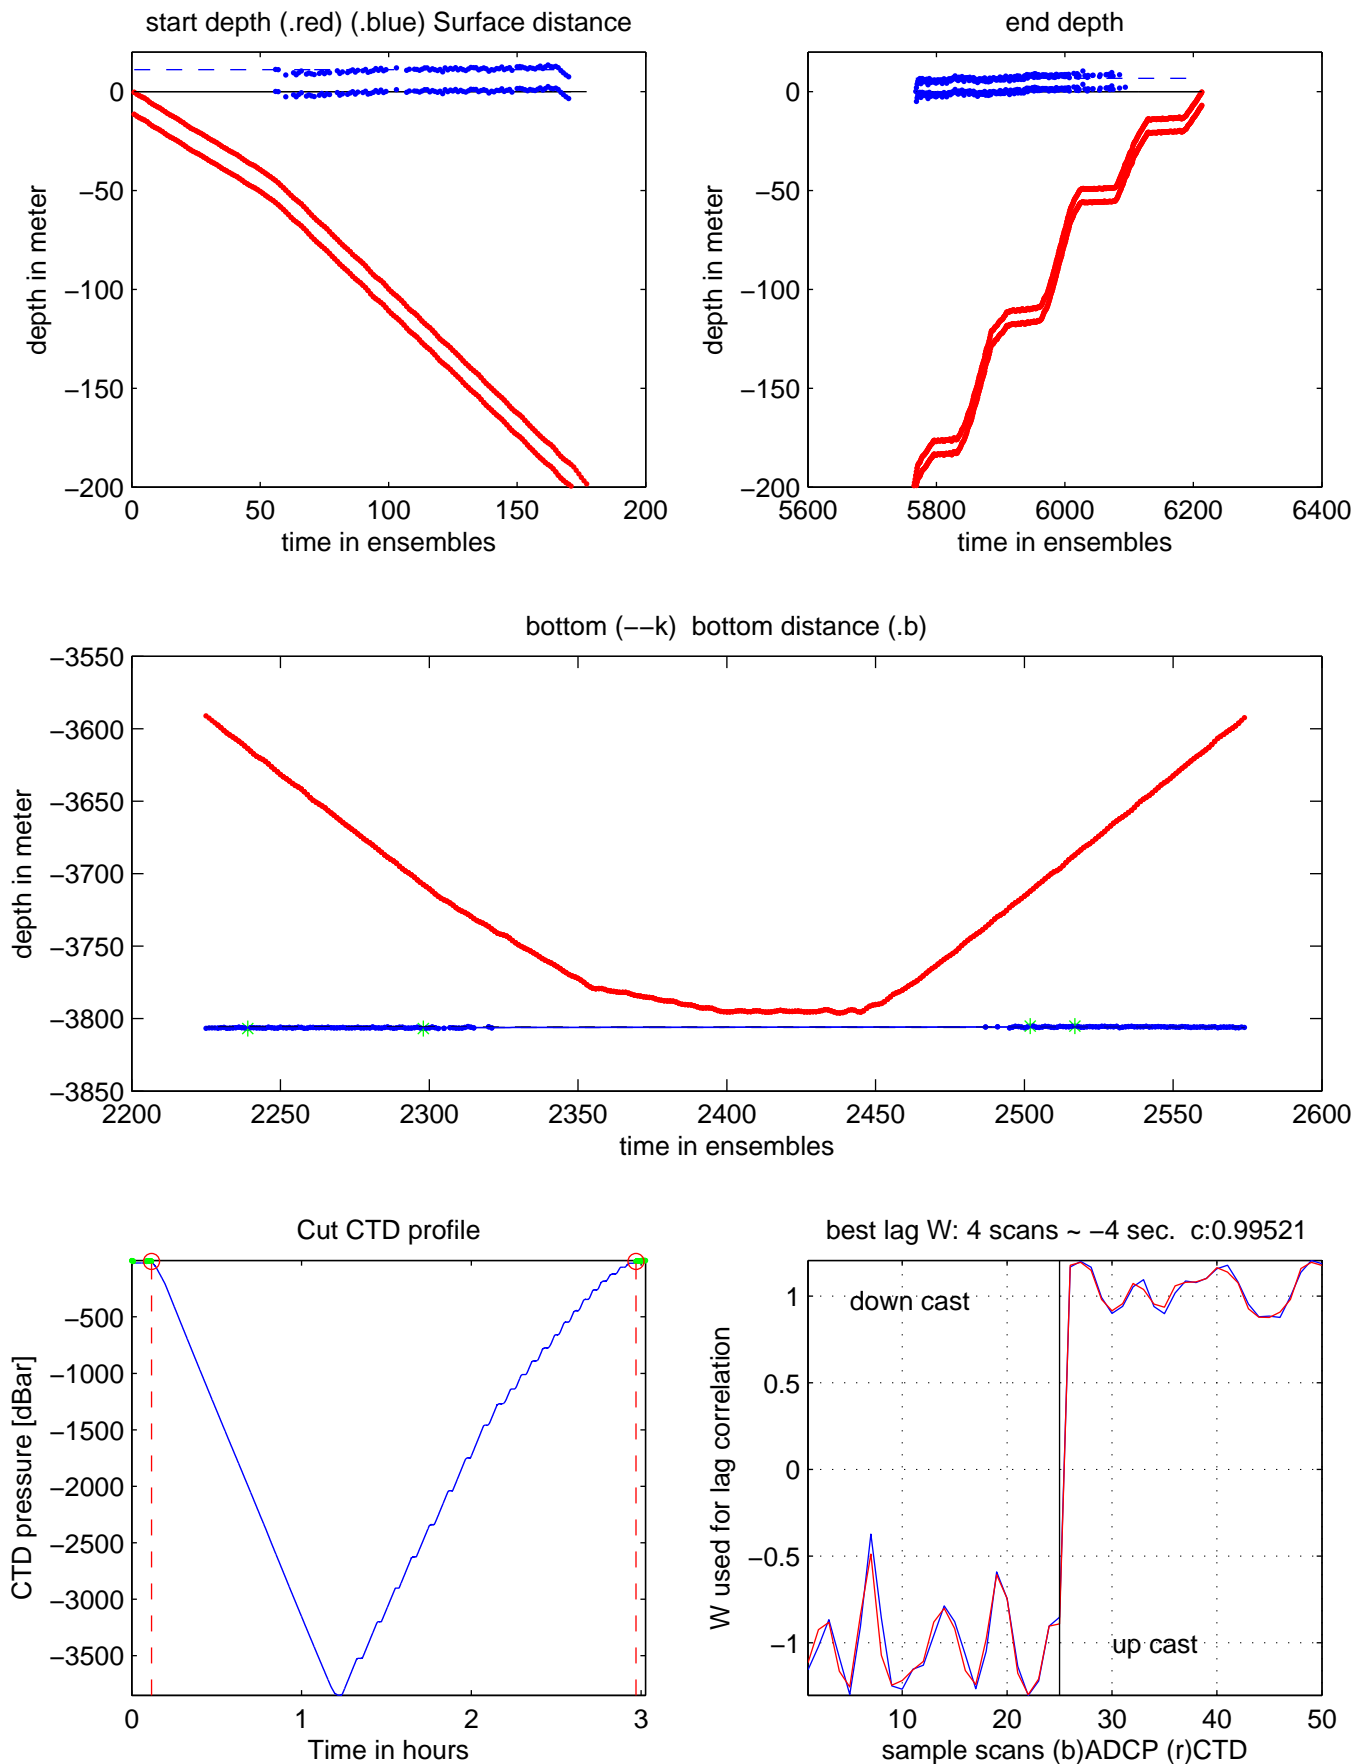 start depth (.red) (.blue) Surface distance
0
−50
−100
−150
−200
depth in meter
0 50 100 150 200
time in ensembles
end depth
0
−50
−100
−150
−200
depth in meter
5600 5800 6000 6200 6400
time in ensembles
bottom (−−k)  bottom distance (.b)
−3550
−3600
−3650
−3700
−3750
−3800
−3850
depth in meter
2200 2250 2300 2350 2400 2450 2500 2550 2600
time in ensembles
Cut CTD profile
−500
−1000
−1500
−2000
−2500
−3000
−3500
CTD pressure [dBar]
0 1 2 3
Time in hours
best lag W: 4 scans ~ −4 sec.  c:0.99521
1
0.5
0
−0.5
−1
W used for lag correlation
down cast
up cast
10 20 30 40 50
sample scans (b)ADCP (r)CTD